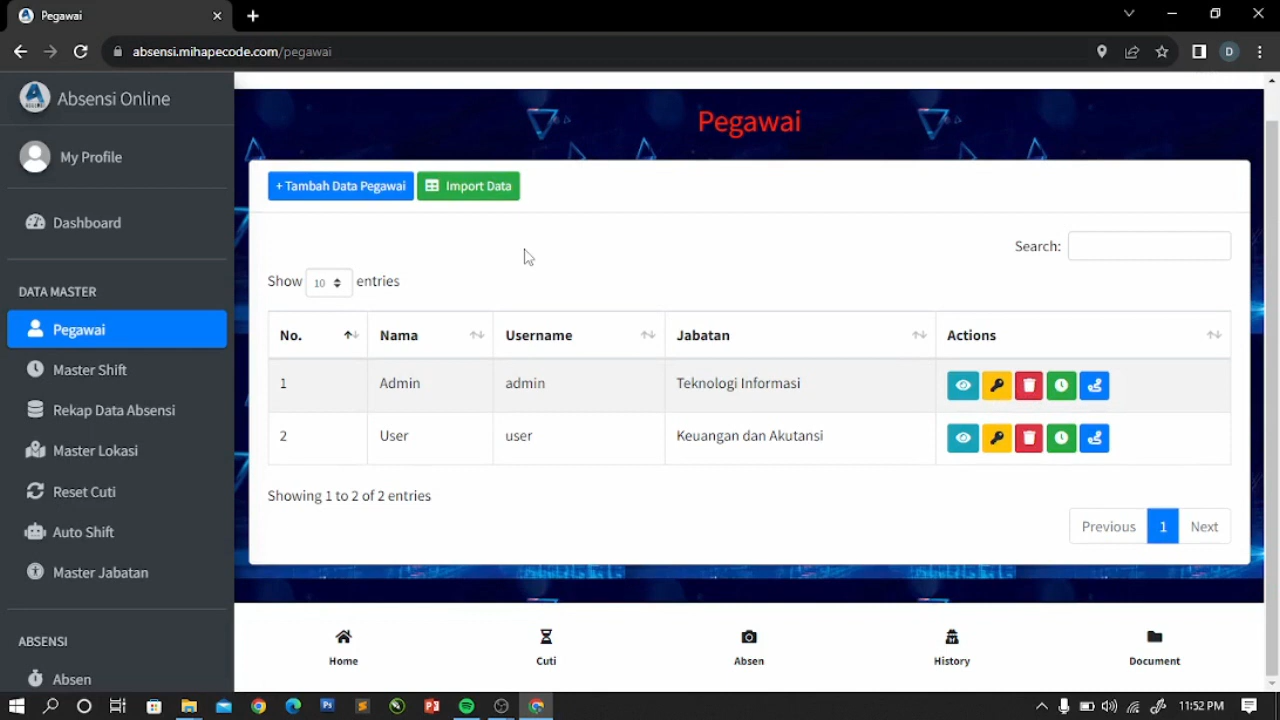 Pegawai
absensi.mihapecode.com/pegawai
D
Absensi Online
My Profile
Dashboard
DATA MASTER
Pegawai
Master Shift
Rekap Data Absensi
Master Lokasi
Reset Cuti
Auto Shift
Master Jabatan
ABSENSI
Absen
Pegawai
+ Tambah Data Pegawai Import Data
Search:
Show 10 entries
No. Nama Username Jabatan Actions
1 Admin admin Teknologi Informasi
2 User user Keuangan dan Akutansi
Showing 1 to 2 of 2 entries
Previous 1 Next
Home Cuti Absen History Document
11:52 PM